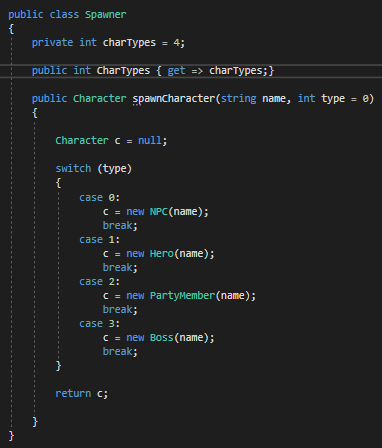 public class Spawner
{
    private int charTypes = 4;

    public int CharTypes { get => charTypes;}

    public Character spawnCharacter(string name, int type = 0)
    {

        Character c = null;

        switch (type)
        {
            case 0:
                c = new NPC(name);
                break;
            case 1:
                c = new Hero(name);
                break;
            case 2:
                c = new PartyMember(name);
                break;
            case 3:
                c = new Boss(name);
                break;
        }

        return c;

    }
}